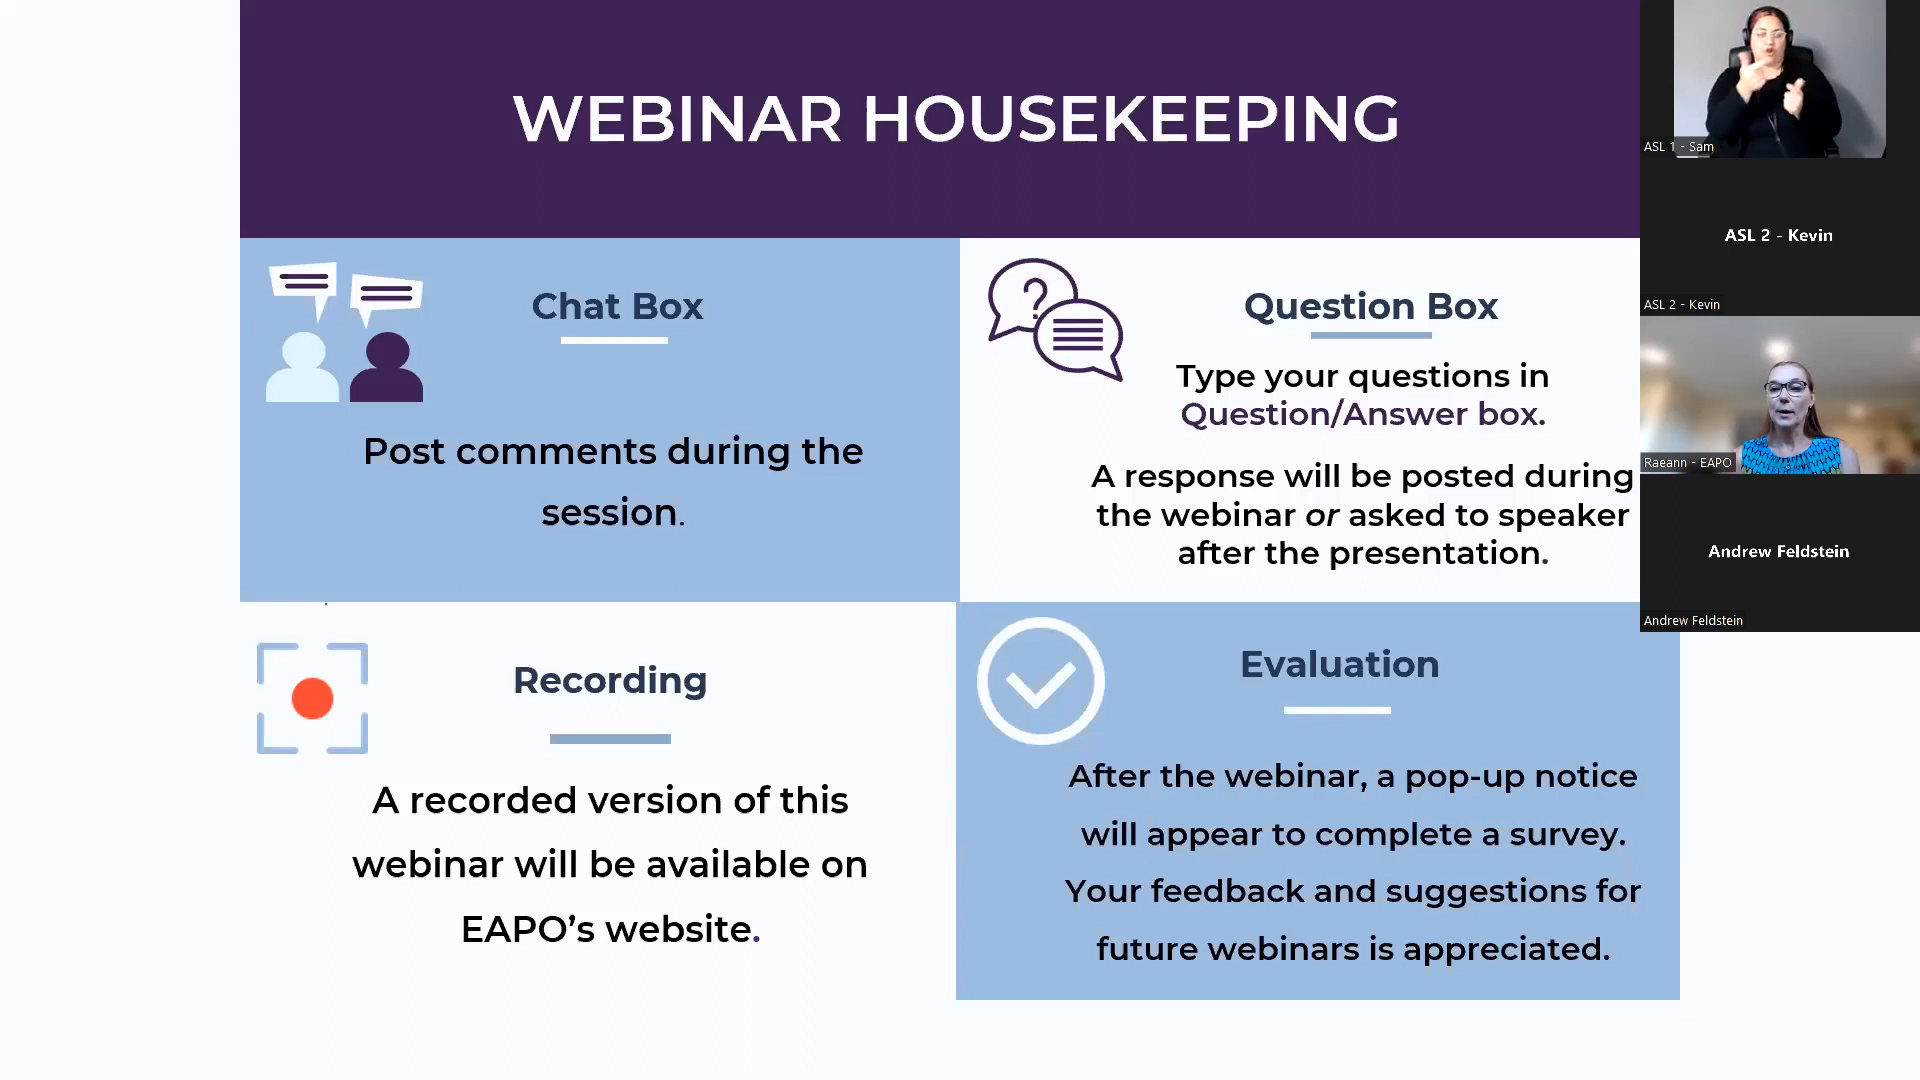 WEBINAR HOUSEKEEPING
Chat Box
Post comments during the
session.
Question Box
Type your questions in
Question/Answer box.
A response will be posted during
the webinar or asked to speaker
after the presentation.
Recording
A recorded version of this
webinar will be available on
EAPO’s website.
Evaluation
After the webinar, a pop-up notice
will appear to complete a survey.
Your feedback and suggestions for
future webinars is appreciated.
ASL 1 - Sam
ASL 2 - Kevin
ASL 2 - Kevin
Raeann - EAPO
Andrew Feldstein
Andrew Feldstein